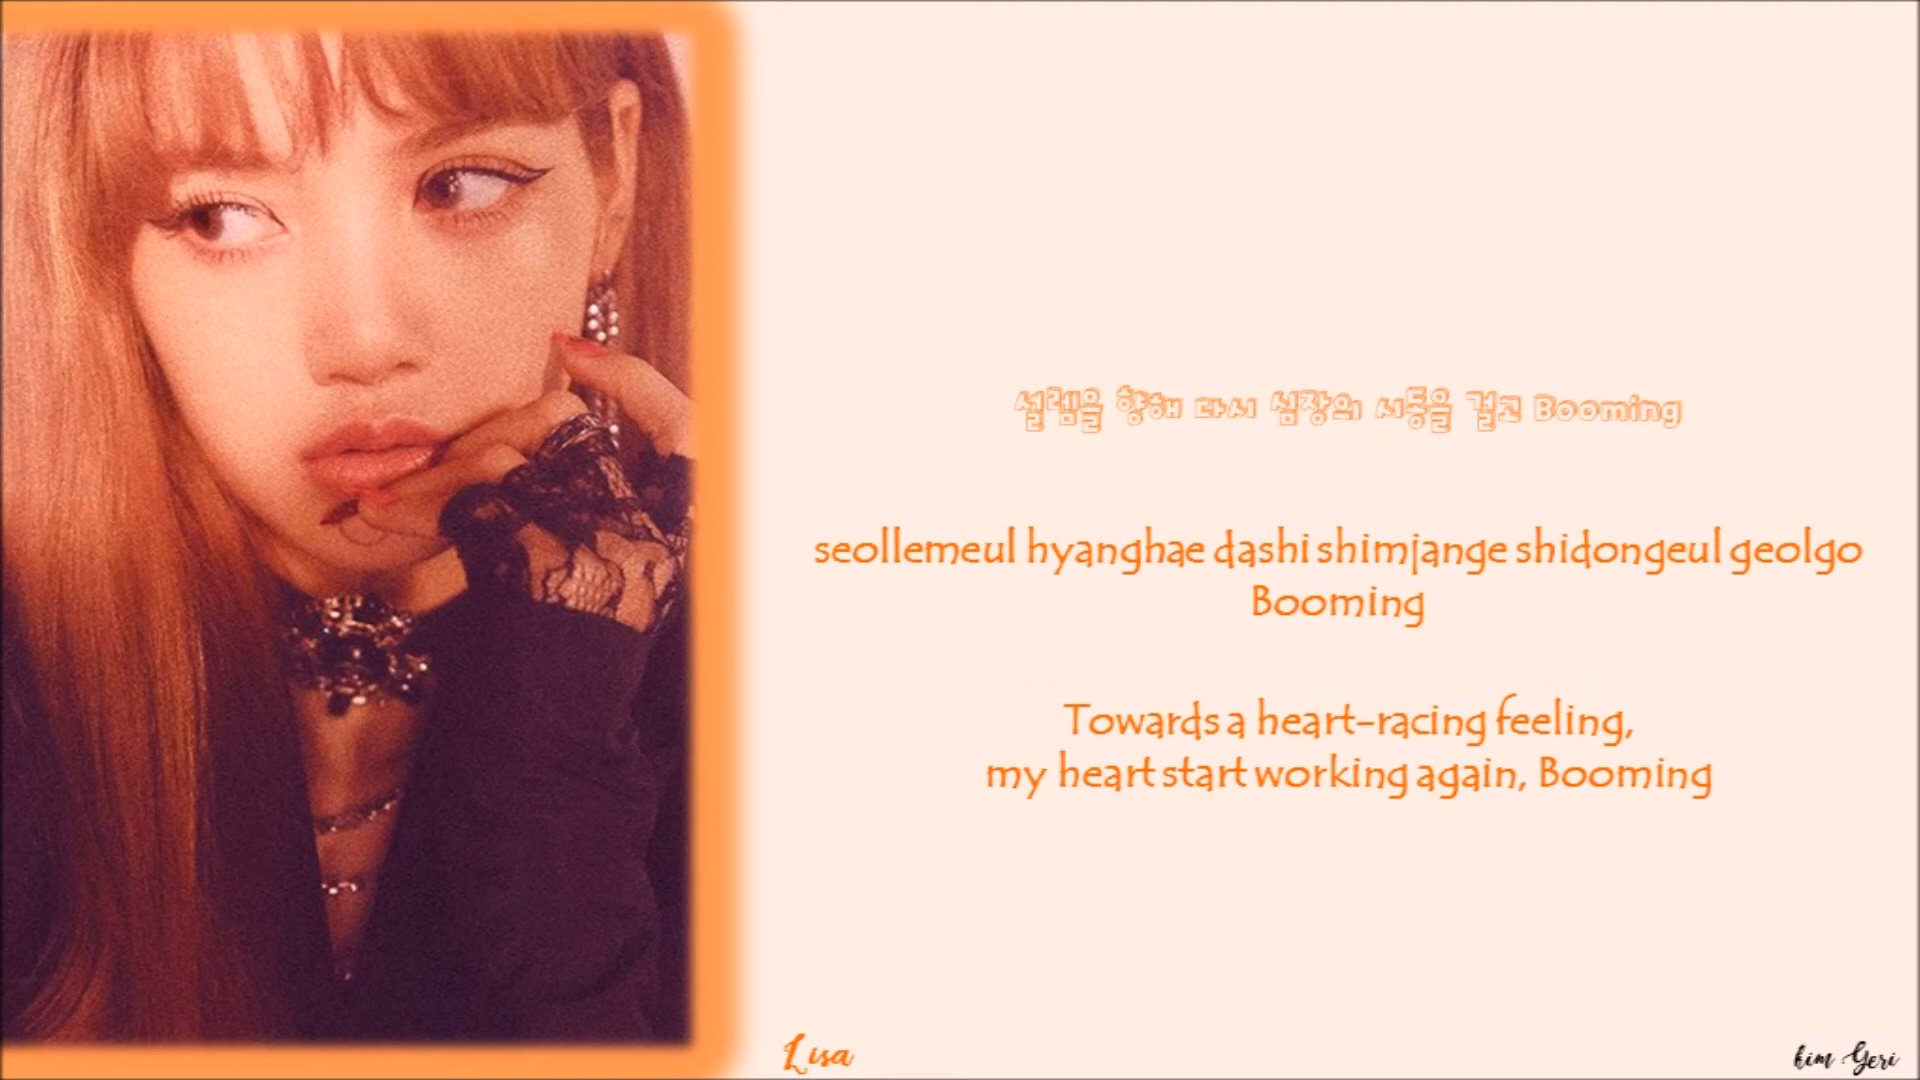 설렘을 향해 다시 심장의 시동을 걸고 Booming
seollemeul hyanghae dashi shimjange shidongeul geolgo
Booming
Towards a heart-racing feeling,
my heart start working again, Booming
Lisa
kim Geri